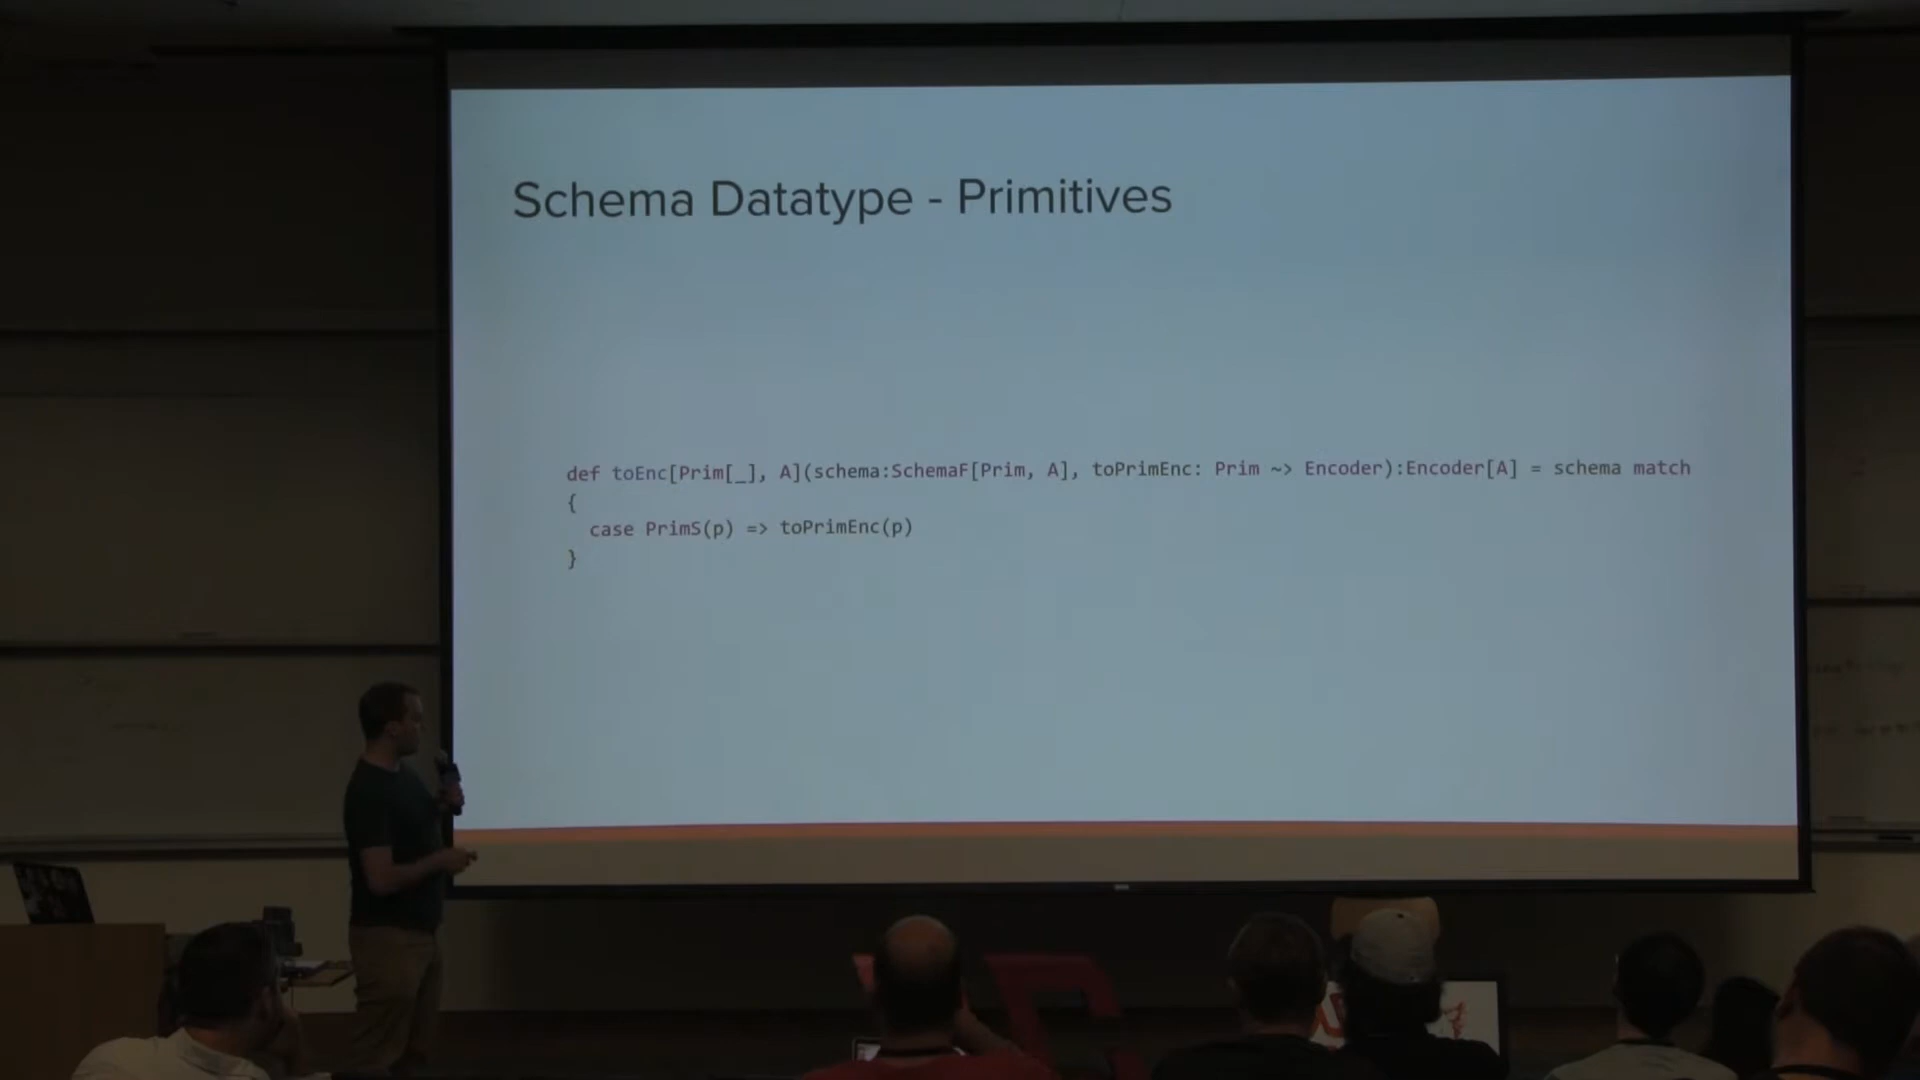 Schema Datatype - Primitives
def toEnc[Prim[_], A](schema:SchemaF[Prim, A], toPrimEnc: Prim ~> Encoder):Encoder[A] = schema match
{
case PrimS(p) => toPrimEnc(p)
}